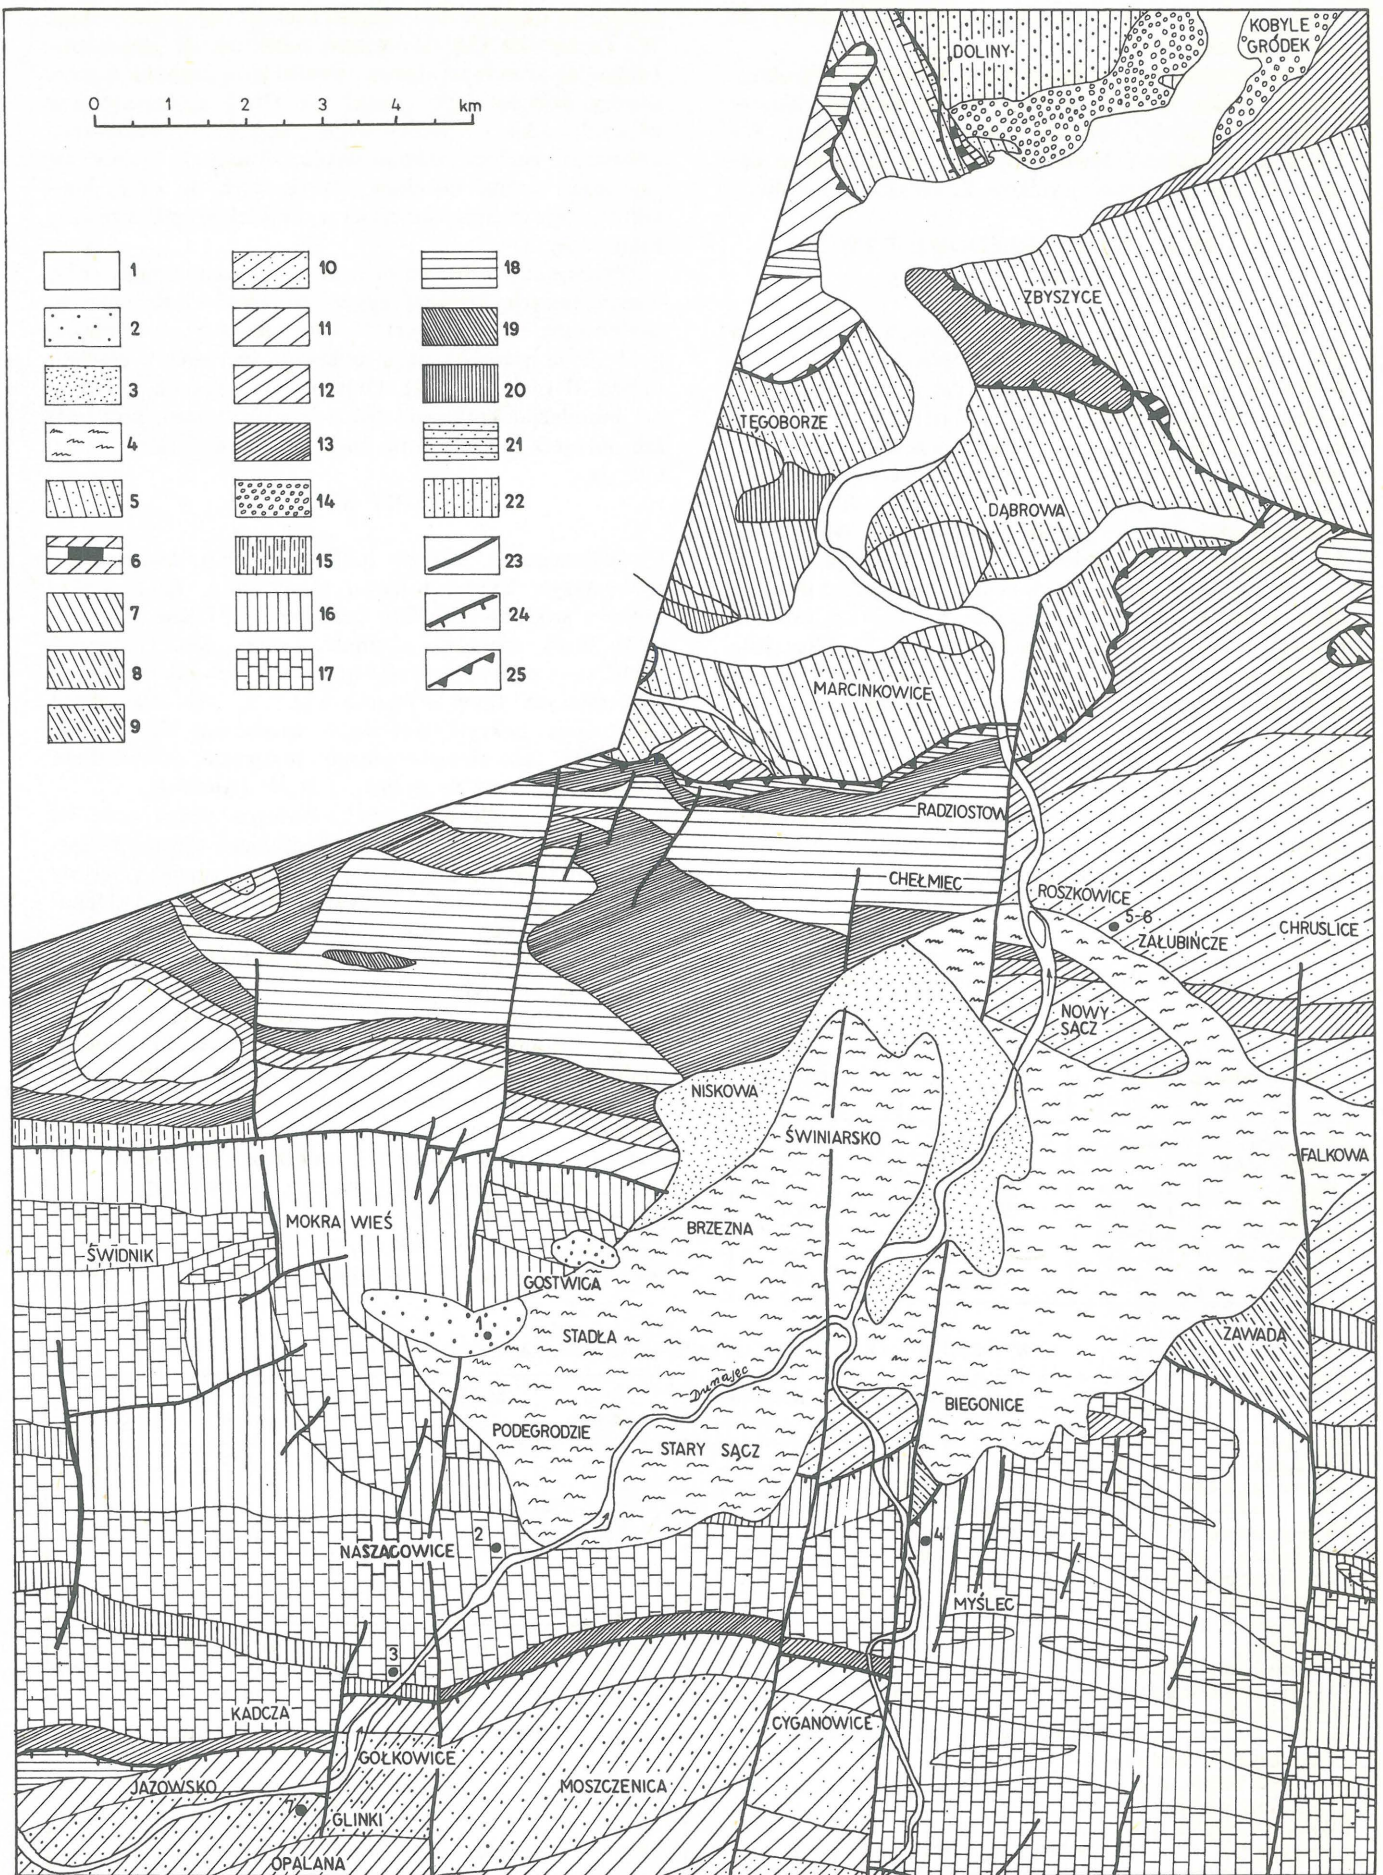 KOBYLE
GRÓDEK
DOLINY
0 1 2 3 4 km
1
2
3
4
5
6
7
8
9
10
11
12
13
14
15
16
17
18
19
20
21
22
23
24
25
ZBYSZYCE
TĘGOBORZE
DĄBROWA
MARCINKOWICE
RADZIOSTOW
CHEŁMIEC
ROSZKOWICE
5-6
ZAŁUBIŃCZE
CHRUSLICE
NOWY
SĄCZ
NISKOWA
ŚWINIARSKO
FALKOWA
MOKRA WIEŚ
BRZEZNA
ŚWIDNIK
GOSTWICA
1
STADŁA
ZAWADA
Dunajec
BIEGONICE
PODEGRODZIE
STARY SĄCZ
2
NASZACOWICE
4
MYŚLEC
3
KADCZA
CYGANOWICE
GOŁKOWICE
JAZOWSKO
MOSZCZENICA
7
GLINKI
OPALANA